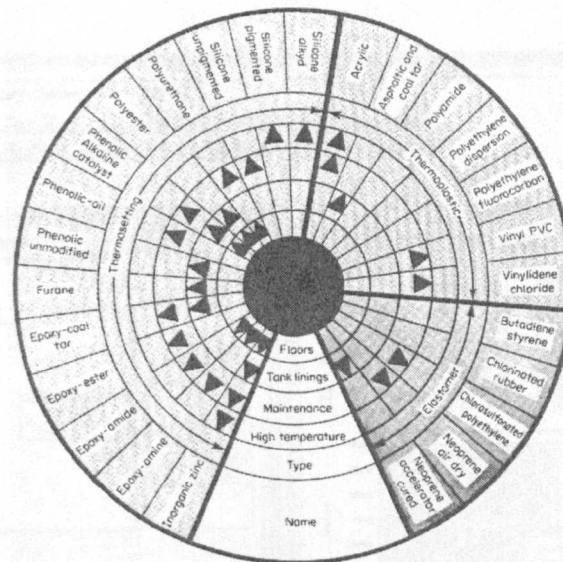 Silicone
alkyd
Acrylic
Asphaltic and
coal tar
Polyamide
Polyethylene
dispersion
Polyethylene
fluorocarbon
Vinyl PVC
Vinylidene
chloride
Butadiene
styrene
Chlorinated
rubber
Chlorosulfonated
polyethylene
Neoprene
air dry
Neoprene
accelerator
cured
Name
Inorganic zinc
Epoxy-amine
Epoxy-amide
Epoxy-ester
Epoxy-coal
tar
Furane
Phenolic
unmodified
Phenolic-oil
Phenolic
Alkaline
catalyst
Polyester
Polyurethane
Silicone
unpigmented
Silicone
pigmented
Thermosetting
Thermoplastic
Elastomer
Floors
Tank linings
Maintenance
High temperature
Type